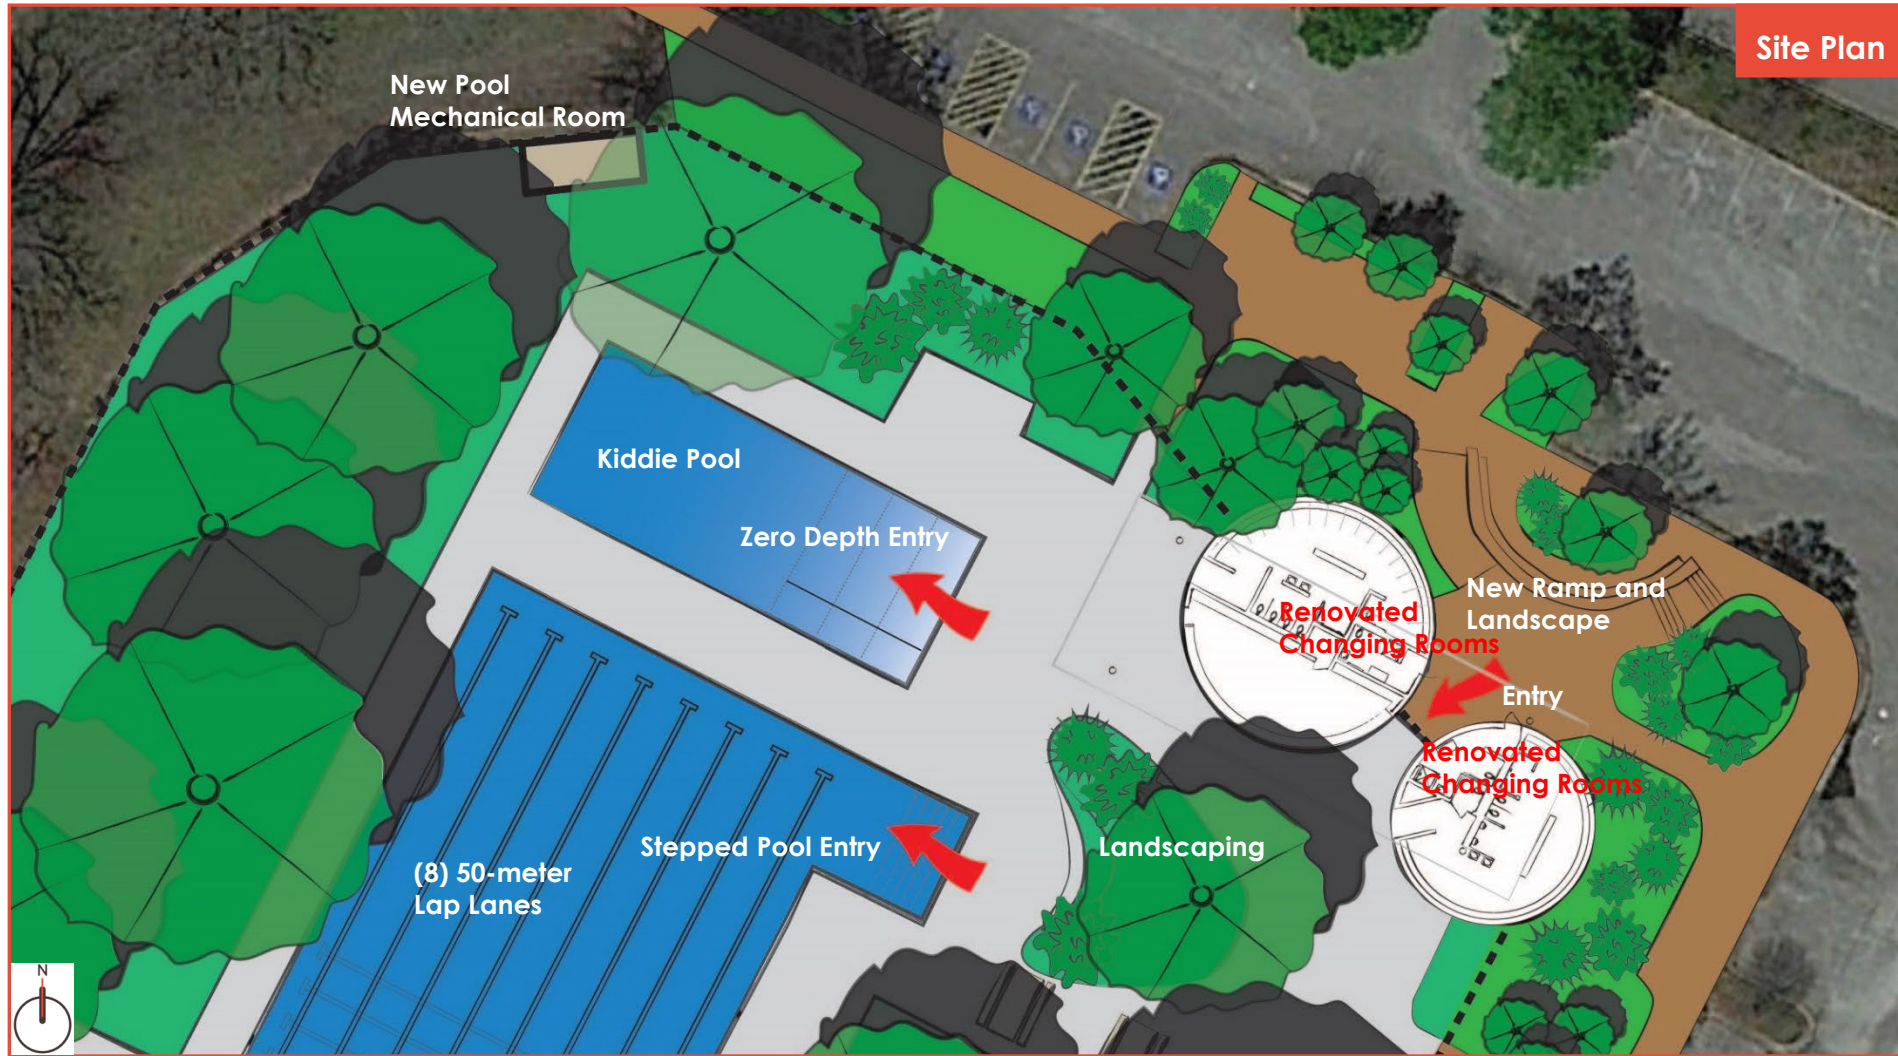 Site Plan
New Pool
Mechanical Room
Kiddie Pool
Zero Depth Entry
Renovated
Changing Rooms
New Ramp and
Landscape
Entry
Renovated
Changing Rooms
Stepped Pool Entry
Landscaping
(8) 50-meter
Lap Lanes
N